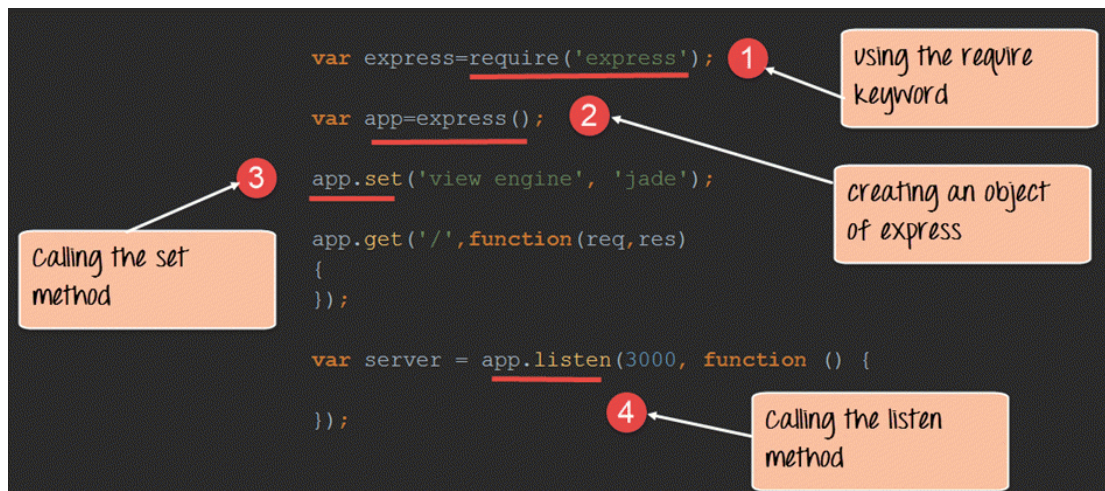 var express=require('express');
1
using the require
keyword
var app=express();
2
creating an object
of express
3
app.set('view engine', 'jade');
Calling the set
method
app.get('/',function(req,res)
{
});
var server = app.listen(3000, function () {
});
4
Calling the listen
method